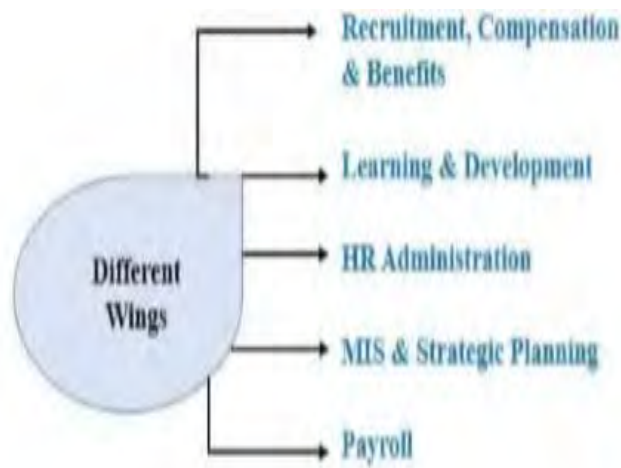 Recruitment, Compensation
& Benefits
Learning & Development
Different
Wings
HR Administration
MIS & Strategic Planning
Payroll